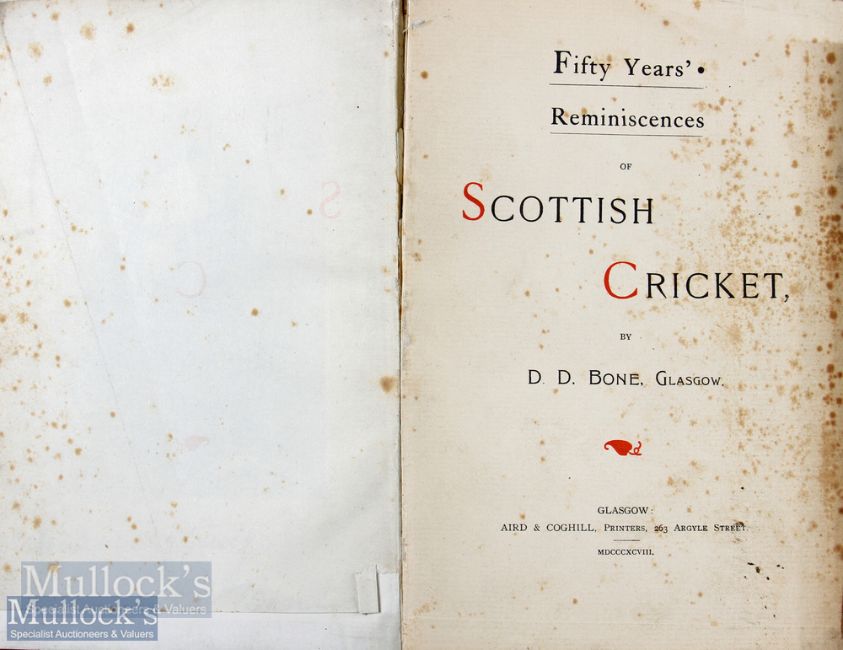 Fifty Years'
Reminiscences
OF
SCOTTISH
CRICKET,
BY
D. D. BONE, GLASGOW.
GLASGOW:
AIRD & COGHILL, PRINTERS, 263 ARGYLE STREET.
MDCCCXCVIII.
Mullock's
Specialist Auctioneers & Valuers
Mullock's
Specialist Auctioneers & Valuers